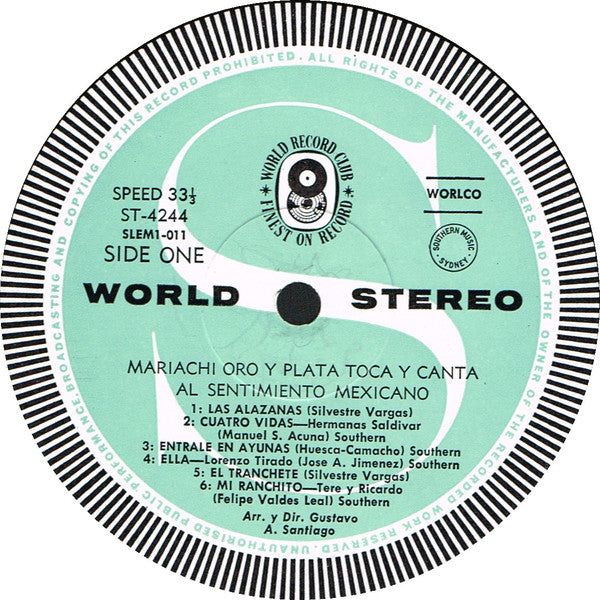 ALL RIGHTS OF THE MANUFACTURERS AND OF THE OWNER OF THE RECORDED WORK RESERVED. UNAUTHORISED PUBLIC PERFORMANCE. BROADCASTING AND COPYING OF THIS RECORD PROHIBITED.
WORLD RECORD CLUB
FINEST ON RECORD
SPEED 33⅓
ST-4244
SLEM1-011
SIDE ONE
WORLCO
SOUTHERN MUSIC
SYDNEY
WORLD STEREO
MARIACHI ORO Y PLATA TOCA Y CANTA
AL SENTIMIENTO MEXICANO
1: LAS ALAZANAS (Silvestre Vargas)
2: CUATRO VIDAS—Hermanas Saldivar
(Manuel S. Acuna) Southern
3: ENTRALE EN AYUNAS (Huesca-Camacho) Southern
4: ELLA—Lorenzo Tirado (Jose A. Jimenez) Southern
5: EL TRANCHETE (Silvestre Vargas)
6: MI RANCHITO—Tere y Ricardo
(Felipe Valdes Leal) Southern
Arr. y Dir. Gustavo
A. Santiago